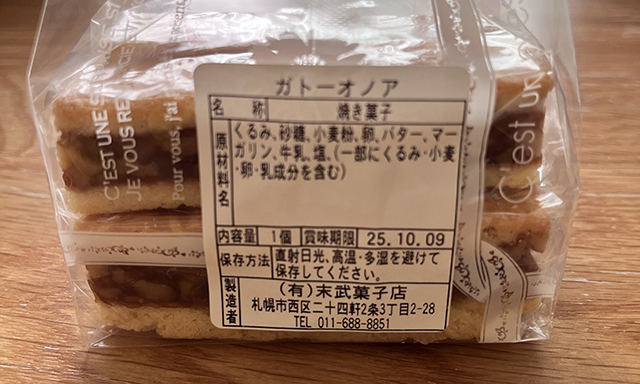 ガトーオノア
名 称 焼き菓子
原材料名 くるみ、砂糖、小麦粉、卵、バター、マー
ガリン、牛乳、塩、(一部にくるみ・小麦
・卵・乳成分を含む)
内容量 1個 賞味期限 25.10.09
保存方法 直射日光、高温・多湿を避けて
保存してください。
製造者 (有)末武菓子店
札幌市西区二十四軒2条3丁目2-28
TEL 011-688-8851
C'EST UNE
JE VOUS RE
Pour vous, j'ai
C'est un